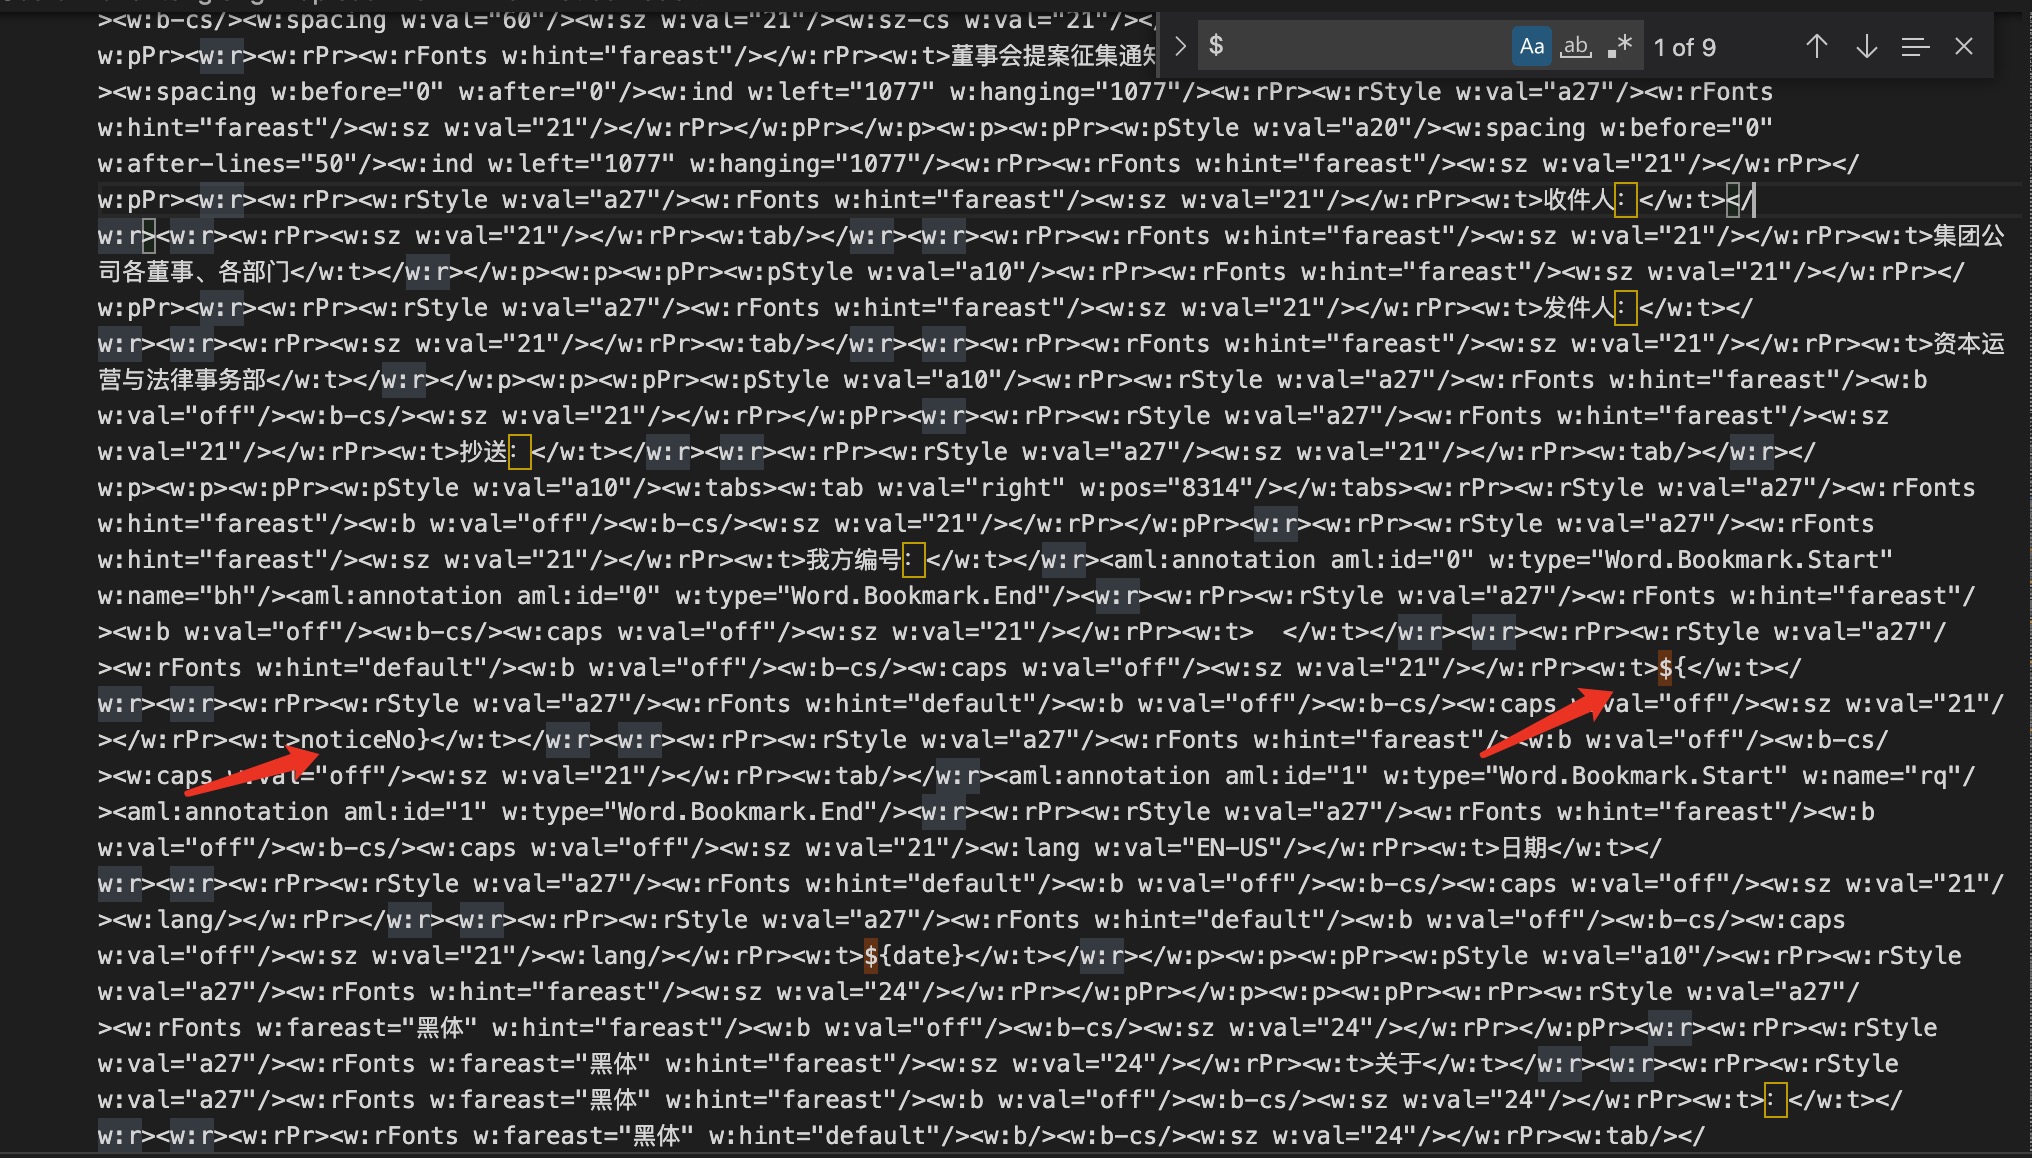 ><w:b-cs/><w:spacing w:val="60"/><w:sz w:val="21"/><w:sz-cs w:val="21"/></
$
Aa ab .*
1 of 9
w:pPr><w:r><w:rPr><w:rFonts w:hint="fareast"/></w:rPr><w:t>董事会提案征集通知
><w:spacing w:before="0" w:after="0"/><w:ind w:left="1077" w:hanging="1077"/><w:rPr><w:rStyle w:val="a27"/><w:rFonts
w:hint="fareast"/><w:sz w:val="21"/></w:rPr></w:pPr></w:p><w:p><w:pPr><w:pStyle w:val="a20"/><w:spacing w:before="0"
w:after-lines="50"/><w:ind w:left="1077" w:hanging="1077"/><w:rPr><w:rFonts w:hint="fareast"/><w:sz w:val="21"/></w:rPr></
w:pPr><w:r><w:rPr><w:rStyle w:val="a27"/><w:rFonts w:hint="fareast"/><w:sz w:val="21"/></w:rPr><w:t>收件人：</w:t></
w:r><w:r><w:rPr><w:sz w:val="21"/></w:rPr><w:tab/></w:r><w:r><w:rPr><w:rFonts w:hint="fareast"/><w:sz w:val="21"/></w:rPr><w:t>集团公
司各董事、各部门</w:t></w:r></w:p><w:p><w:pPr><w:pStyle w:val="a10"/><w:rPr><w:rFonts w:hint="fareast"/><w:sz w:val="21"/></w:rPr></
w:pPr><w:r><w:rPr><w:rStyle w:val="a27"/><w:rFonts w:hint="fareast"/><w:sz w:val="21"/></w:rPr><w:t>发件人：</w:t></
w:r><w:r><w:rPr><w:sz w:val="21"/></w:rPr><w:tab/></w:r><w:r><w:rPr><w:rFonts w:hint="fareast"/><w:sz w:val="21"/></w:rPr><w:t>资本运
营与法律事务部</w:t></w:r></w:p><w:p><w:pPr><w:pStyle w:val="a10"/><w:rPr><w:rStyle w:val="a27"/><w:rFonts w:hint="fareast"/><w:b
w:val="off"/><w:b-cs/><w:sz w:val="21"/></w:rPr></w:pPr><w:r><w:rPr><w:rStyle w:val="a27"/><w:rFonts w:hint="fareast"/><w:sz
w:val="21"/></w:rPr><w:t>抄送：</w:t></w:r><w:r><w:rPr><w:rStyle w:val="a27"/><w:sz w:val="21"/></w:rPr><w:tab/></w:r></
w:p><w:p><w:pPr><w:pStyle w:val="a10"/><w:tabs><w:tab w:val="right" w:pos="8314"/></w:tabs><w:rPr><w:rStyle w:val="a27"/><w:rFonts
w:hint="fareast"/><w:b w:val="off"/><w:b-cs/><w:sz w:val="21"/></w:rPr></w:pPr><w:r><w:rPr><w:rStyle w:val="a27"/><w:rFonts
w:hint="fareast"/><w:sz w:val="21"/></w:rPr><w:t>我方编号：</w:t></w:r><aml:annotation aml:id="0" w:type="Word.Bookmark.Start"
w:name="bh"/><aml:annotation aml:id="0" w:type="Word.Bookmark.End"/><w:r><w:rPr><w:rStyle w:val="a27"/><w:rFonts w:hint="fareast"/
><w:b w:val="off"/><w:b-cs/><w:caps w:val="off"/><w:sz w:val="21"/></w:rPr><w:t>  </w:t></w:r><w:r><w:rPr><w:rStyle w:val="a27"/
><w:rFonts w:hint="default"/><w:b w:val="off"/><w:b-cs/><w:caps w:val="off"/><w:sz w:val="21"/></w:rPr><w:t>${</w:t></
w:r><w:r><w:rPr><w:rStyle w:val="a27"/><w:rFonts w:hint="default"/><w:b w:val="off"/><w:b-cs/><w:caps w:val="off"/><w:sz w:val="21"/
></w:rPr><w:t>noticeNo}</w:t></w:r><w:r><w:rPr><w:rStyle w:val="a27"/><w:rFonts w:hint="fareast"/><w:b w:val="off"/><w:b-cs/
><w:caps w:val="off"/><w:sz w:val="21"/></w:rPr><w:tab/></w:r><aml:annotation aml:id="1" w:type="Word.Bookmark.Start" w:name="rq"/
><aml:annotation aml:id="1" w:type="Word.Bookmark.End"/><w:r><w:rPr><w:rStyle w:val="a27"/><w:rFonts w:hint="fareast"/><w:b
w:val="off"/><w:b-cs/><w:caps w:val="off"/><w:sz w:val="21"/><w:lang w:val="EN-US"/></w:rPr><w:t>日期</w:t></
w:r><w:r><w:rPr><w:rStyle w:val="a27"/><w:rFonts w:hint="default"/><w:b w:val="off"/><w:b-cs/><w:caps w:val="off"/><w:sz w:val="21"/
><w:lang/></w:rPr></w:r><w:r><w:rPr><w:rStyle w:val="a27"/><w:rFonts w:hint="default"/><w:b w:val="off"/><w:b-cs/><w:caps
w:val="off"/><w:sz w:val="21"/><w:lang/></w:rPr><w:t>${date}</w:t></w:r></w:p><w:p><w:pPr><w:pStyle w:val="a10"/><w:rPr><w:rStyle
w:val="a27"/><w:rFonts w:hint="fareast"/><w:sz w:val="24"/></w:rPr></w:pPr></w:p><w:p><w:pPr><w:rPr><w:rStyle w:val="a27"/
><w:rFonts w:fareast="黑体" w:hint="fareast"/><w:b w:val="off"/><w:b-cs/><w:sz w:val="24"/></w:rPr></w:pPr><w:r><w:rPr><w:rStyle
w:val="a27"/><w:rFonts w:fareast="黑体" w:hint="fareast"/><w:sz w:val="24"/></w:rPr><w:t>关于</w:t></w:r><w:r><w:rPr><w:rStyle
w:val="a27"/><w:rFonts w:fareast="黑体" w:hint="fareast"/><w:b w:val="off"/><w:b-cs/><w:sz w:val="24"/></w:rPr><w:t>：</w:t></
w:r><w:r><w:rPr><w:rFonts w:fareast="黑体" w:hint="default"/><w:b/><w:b-cs/><w:sz w:val="24"/></w:rPr><w:tab/></